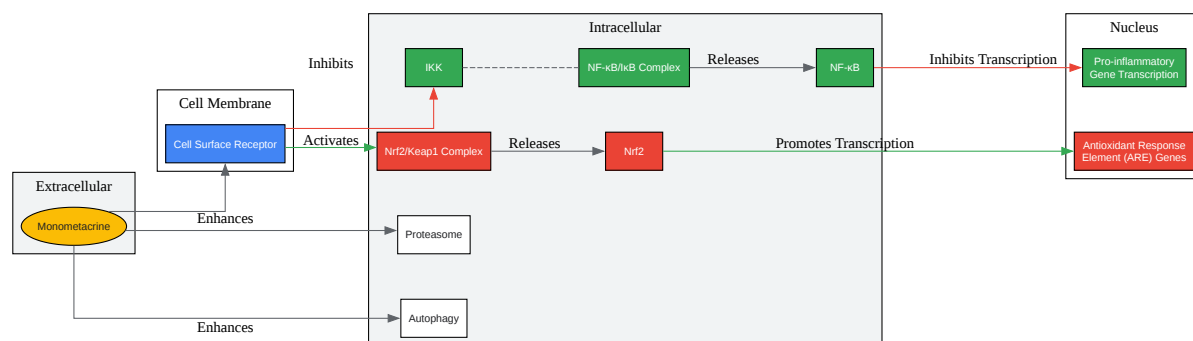 Intracellular
Nucleus
Inhibits
IKK
NF-κB/IκB Complex
Releases
NF-κB
Inhibits Transcription
Pro-inflammatory
Gene Transcription
Cell Membrane
Cell Surface Receptor
Activates
Nrf2/Keap1 Complex
Releases
Nrf2
Promotes Transcription
Antioxidant Response
Element (ARE) Genes
Extracellular
Monometacrine
Enhances
Proteasome
Enhances
Autophagy